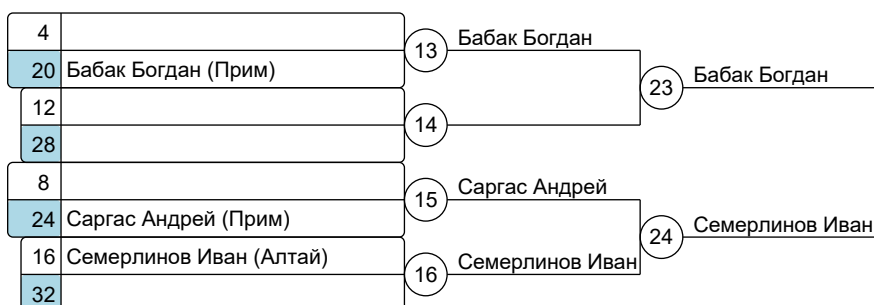 4
20 Бабак Богдан (Прим)
13 Бабак Богдан
12
28
14
23 Бабак Богдан
8
24 Саргас Андрей (Прим)
15 Саргас Андрей
16 Семерлинов Иван (Алтай)
32
16 Семерлинов Иван
24 Семерлинов Иван